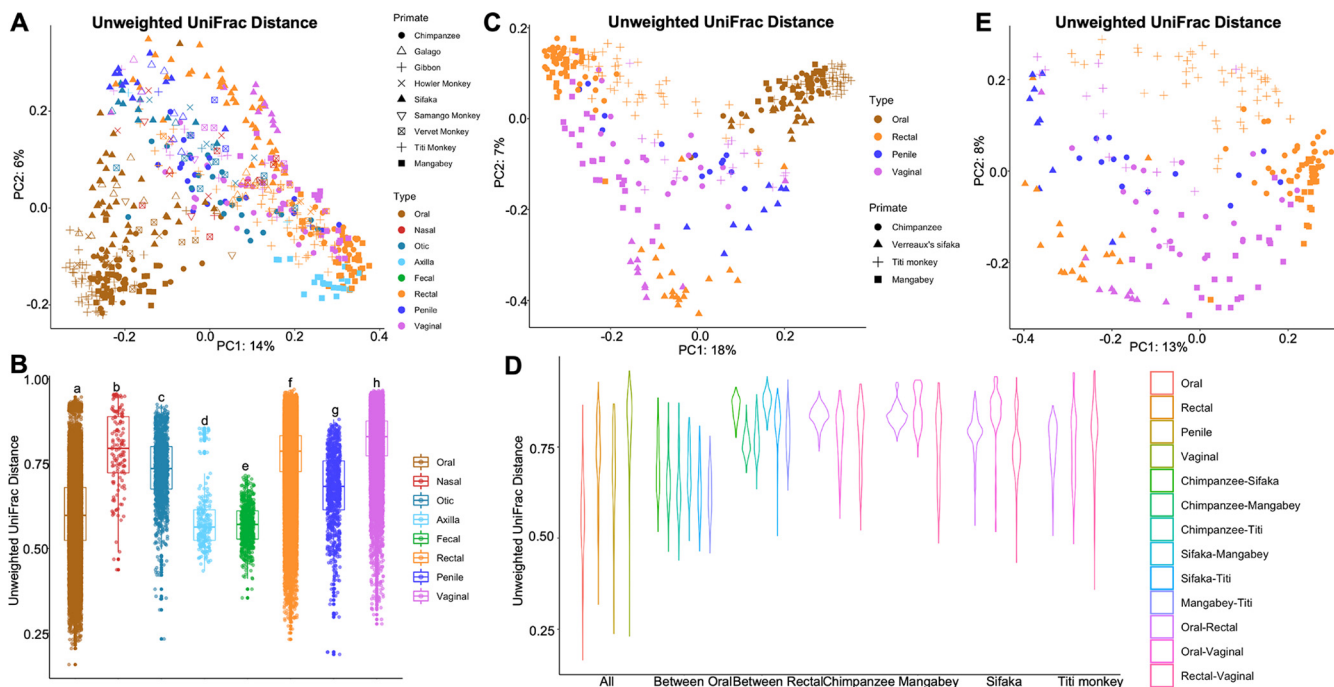 A
Unweighted UniFrac Distance
PC2: 6%
0.2
0.0
-0.2
-0.2
0.0
0.2
0.4
PC1: 14%
Primate
Chimpanzee
Galago
Gibbon
Howler Monkey
Sifaka
Samango Monkey
Vervet Monkey
Titi Monkey
Mangabey
Type
Oral
Nasal
Otic
Axilla
Fecal
Rectal
Penile
Vaginal
C
Unweighted UniFrac Distance
PC2: 7%
0.2
0.0
-0.2
-0.4
-0.2
0.0
0.2
PC1: 18%
Type
Oral
Rectal
Penile
Vaginal
Primate
Chimpanzee
Verreaux's sifaka
Titi monkey
Mangabey
E
Unweighted UniFrac Distance
PC2: 8%
0.2
0.0
-0.2
-0.4
-0.2
0.0
0.2
PC1: 13%
B
Unweighted UniFrac Distance
1.00
0.75
0.50
0.25
a
b
c
d
e
f
g
h
Oral
Nasal
Otic
Axilla
Fecal
Rectal
Penile
Vaginal
D
Unweighted UniFrac Distance
0.75
0.50
0.25
All
Between Oral
Between Rectal
Chimpanzee
Mangabey
Sifaka
Titi monkey
Oral
Rectal
Penile
Vaginal
Chimpanzee-Sifaka
Chimpanzee-Mangabey
Chimpanzee-Titi
Sifaka-Mangabey
Sifaka-Titi
Mangabey-Titi
Oral-Rectal
Oral-Vaginal
Rectal-Vaginal